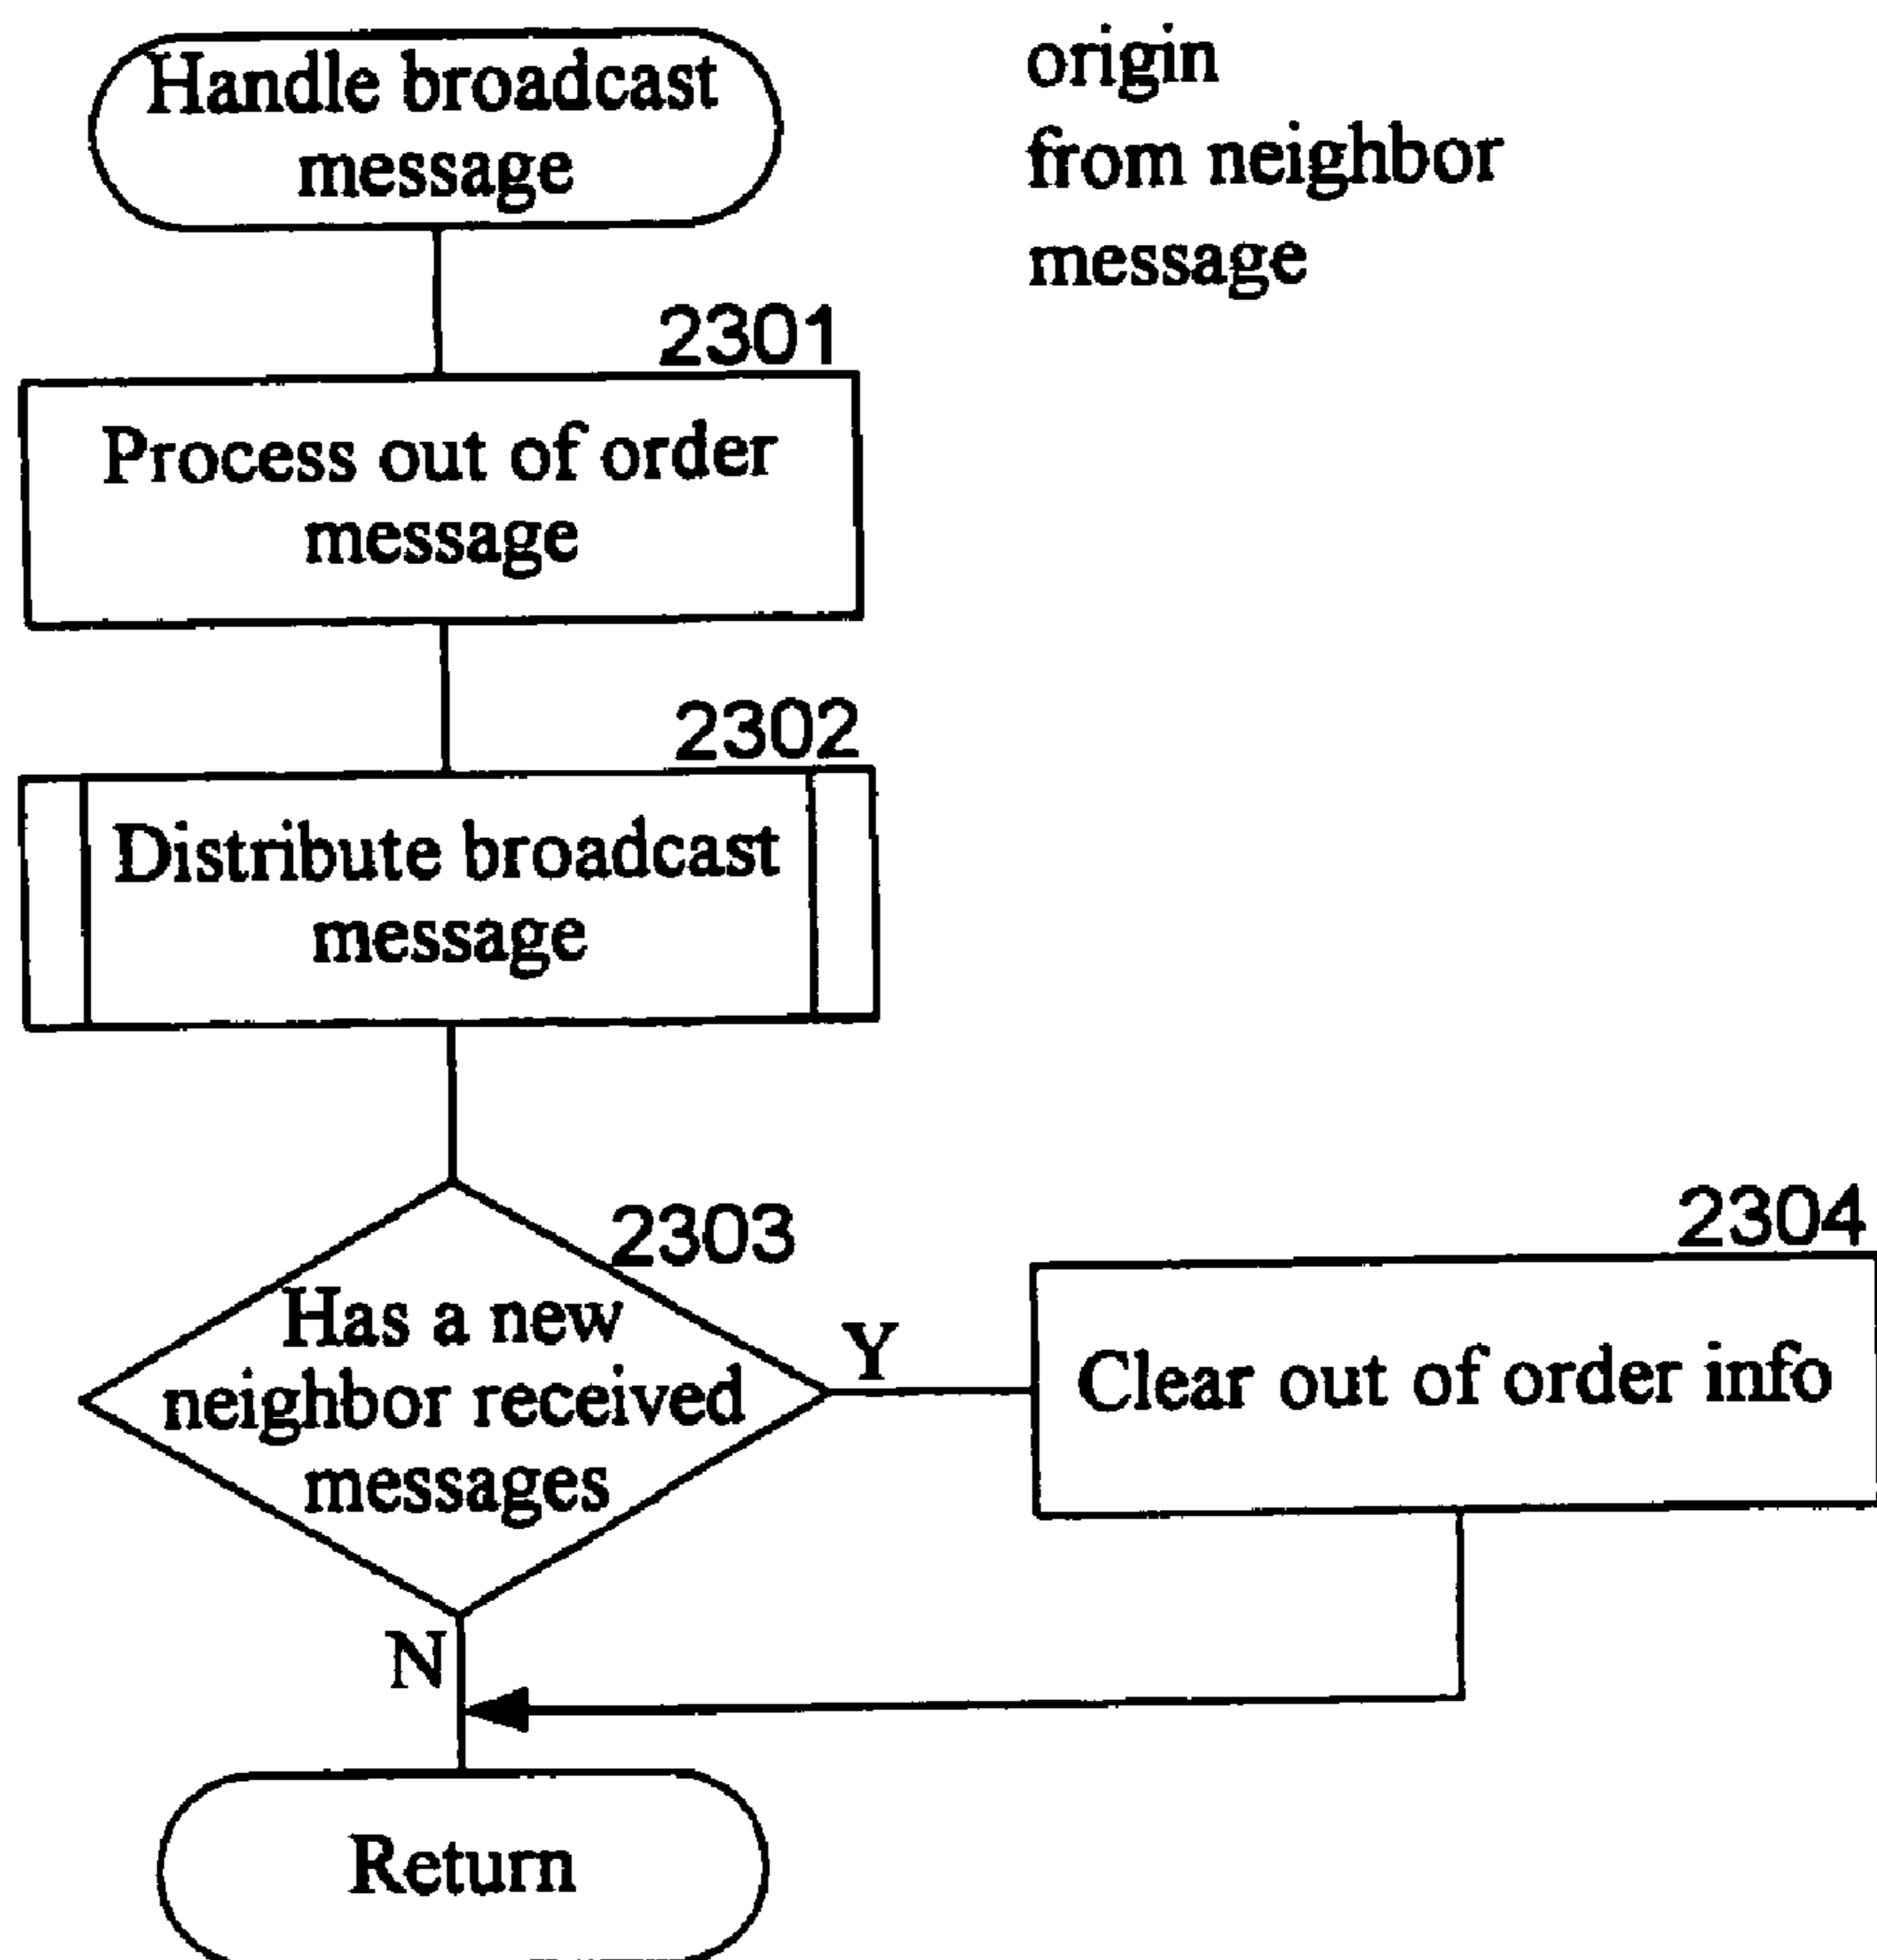 Handle broadcast
message
origin
from neighbor
message
2301
Process out of order
message
2302
Distribute broadcast
message
2303
Has a new
neighbor received
messages
Y
N
2304
Clear out of order info
Return